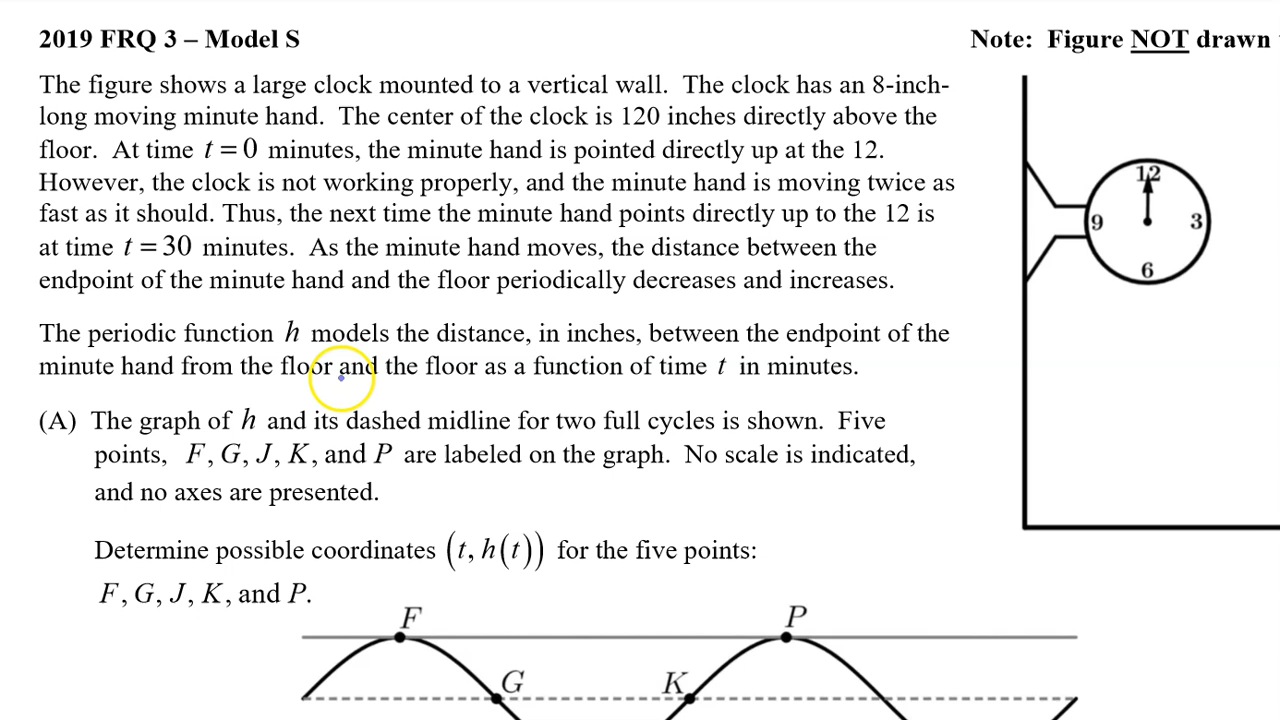 2019 FRQ 3 – Model S
Note: Figure NOT drawn
The figure shows a large clock mounted to a vertical wall. The clock has an 8-inch-
long moving minute hand. The center of the clock is 120 inches directly above the
floor. At time t = 0 minutes, the minute hand is pointed directly up at the 12.
However, the clock is not working properly, and the minute hand is moving twice as
fast as it should. Thus, the next time the minute hand points directly up to the 12 is
at time t = 30 minutes. As the minute hand moves, the distance between the
endpoint of the minute hand and the floor periodically decreases and increases.
12
9
3
6
The periodic function h models the distance, in inches, between the endpoint of the
minute hand from the floor and the floor as a function of time t in minutes.
(A) The graph of h and its dashed midline for two full cycles is shown. Five
points, F, G, J, K, and P are labeled on the graph. No scale is indicated,
and no axes are presented.
Determine possible coordinates (t, h(t)) for the five points:
F, G, J, K, and P.
F
P
G
K